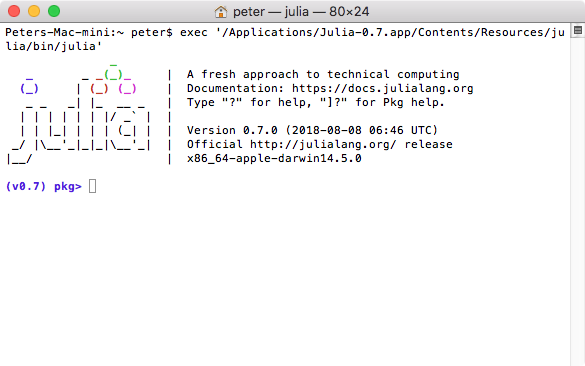 peter — julia — 80×24
Peters-Mac-mini:~ peter$ exec '/Applications/Julia-0.7.app/Contents/Resources/ju
lia/bin/julia'
               _
   _       _ _(_)_     |  A fresh approach to technical computing
  (_)     | (_) (_)    |  Documentation: https://docs.julialang.org
   _ _   _| |_  __ _   |  Type "?" for help, "]?" for Pkg help.
  | | | | | | |/ _` |  |
  | | |_| | | | (_| |  |  Version 0.7.0 (2018-08-08 06:46 UTC)
 _/ |\__'_|_|_|\__'_|  |  Official http://julialang.org/ release
|__/                   |  x86_64-apple-darwin14.5.0
(v0.7) pkg>